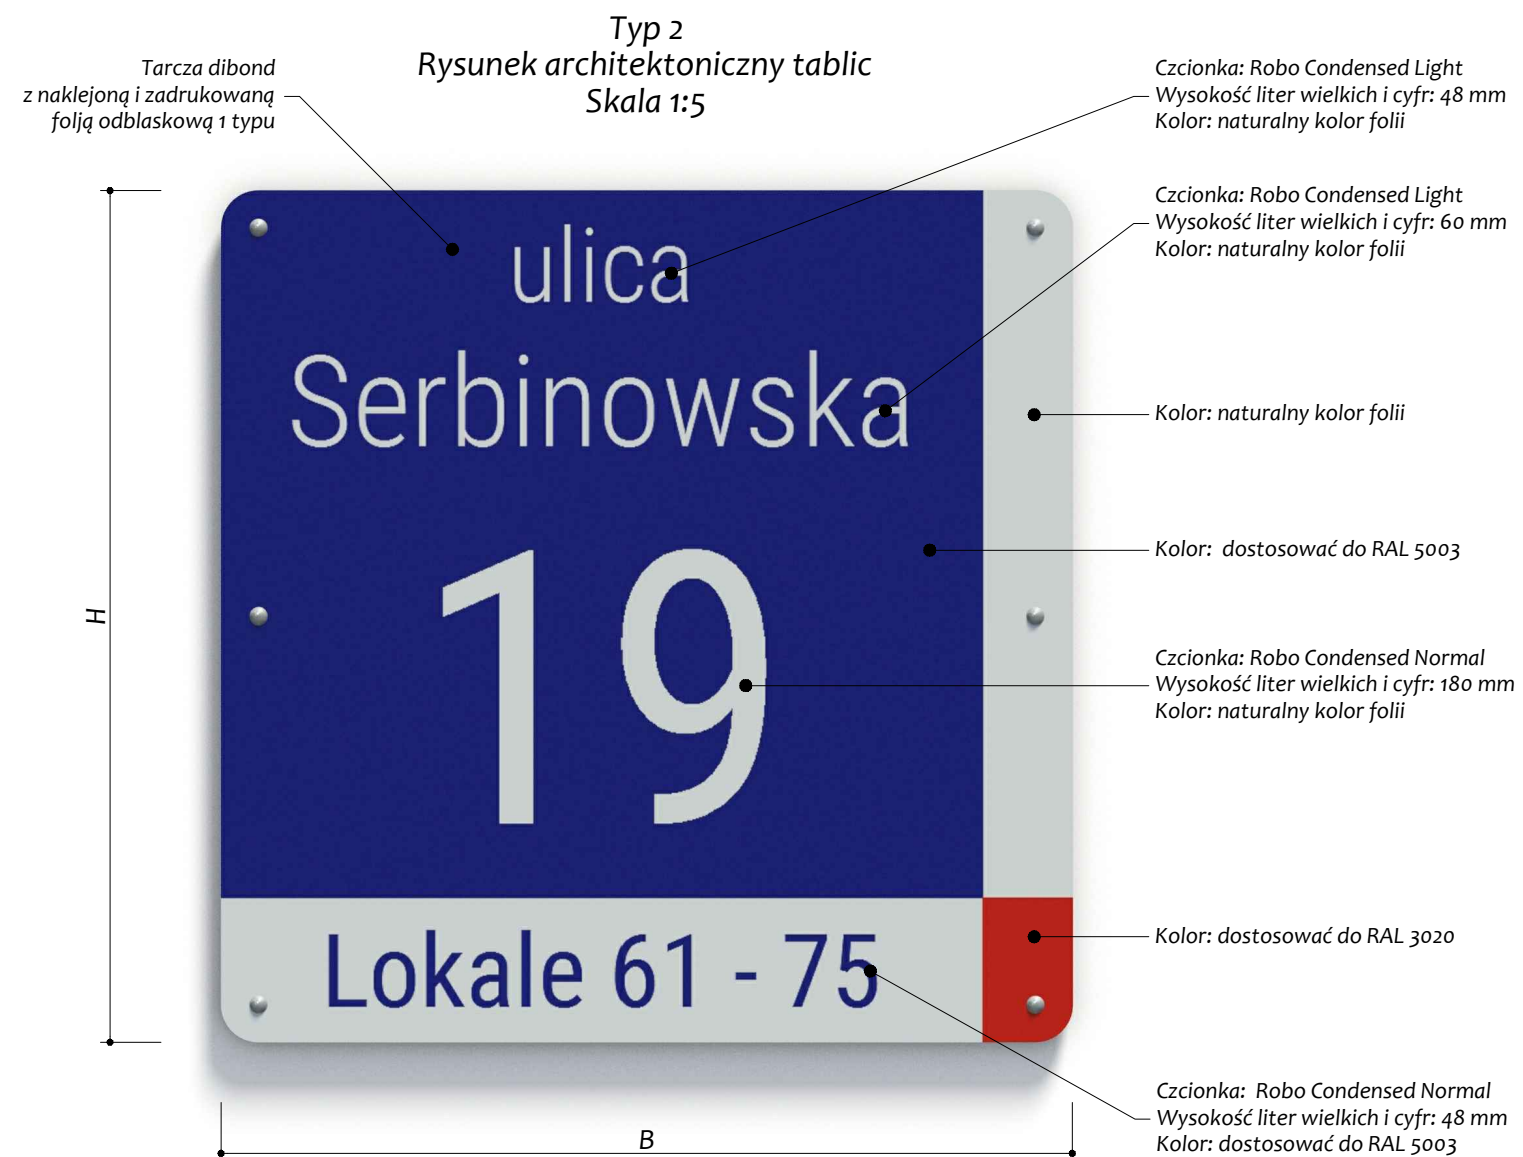 Typ 2
Rysunek architektoniczny tablic
Skala 1:5
Tarcza dibond
z naklejoną i zadrukowaną
folją odblaskową 1 typu
Czcionka: Robo Condensed Light
Wysokość liter wielkich i cyfr: 48 mm
Kolor: naturalny kolor folii
Czcionka: Robo Condensed Light
Wysokość liter wielkich i cyfr: 60 mm
Kolor: naturalny kolor folii
ulica
Serbinowska
19
Lokale 61 - 75
Kolor: naturalny kolor folii
Kolor: dostosować do RAL 5003
Czcionka: Robo Condensed Normal
Wysokość liter wielkich i cyfr: 180 mm
Kolor: naturalny kolor folii
Kolor: dostosować do RAL 3020
Czcionka: Robo Condensed Normal
Wysokość liter wielkich i cyfr: 48 mm
Kolor: dostosować do RAL 5003
H
B